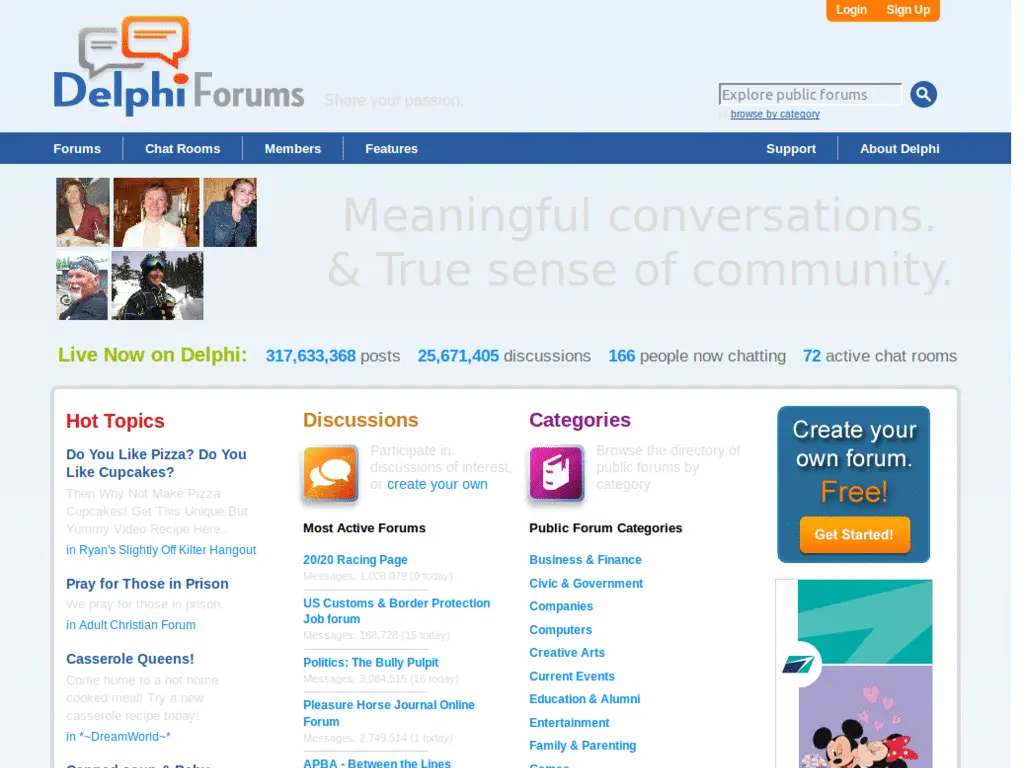 Login Sign Up
Delphi Forums Share your passion.
Explore public forums
browse by category
Forums Chat Rooms Members Features Support About Delphi
Meaningful conversations.
& True sense of community.
Live Now on Delphi: 317,633,368 posts 25,671,405 discussions 166 people now chatting 72 active chat rooms
Hot Topics
Do You Like Pizza? Do You
Like Cupcakes?
Then Why Not Make Pizza
Cupcakes! Get This Unique But
Yummy Video Recipe Here..
in Ryan's Slightly Off Kilter Hangout
Pray for Those in Prison
We pray for those in prison.
in Adult Christian Forum
Casserole Queens!
Come home to a hot home
cooked meal! Try a new
casserole recipe today!
in *~DreamWorld~*
Discussions
Participate in
discussions of interest,
or create your own
Most Active Forums
20/20 Racing Page
Messages: 1,008,079 (0 today)
US Customs & Border Protection
Job forum
Messages: 168,728 (15 today)
Politics: The Bully Pulpit
Messages: 3,084,515 (16 today)
Pleasure Horse Journal Online
Forum
Messages: 2,749,514 (1 today)
APBA - Between the Lines
Categories
Browse the directory of
public forums by
category
Public Forum Categories
Business & Finance
Civic & Government
Companies
Computers
Creative Arts
Current Events
Education & Alumni
Entertainment
Family & Parenting
Games
Create your
own forum.
Free!
Get Started!